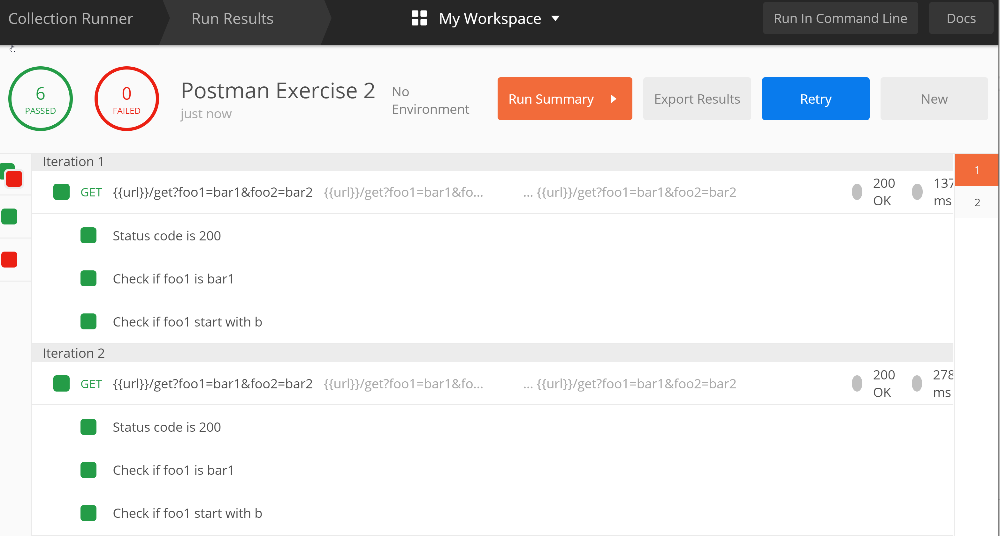 Collection Runner
Run Results
My Workspace
Run In Command Line
Docs
6
PASSED
0
FAILED
Postman Exercise 2
just now
No
Environment
Run Summary
Export Results
Retry
New
Iteration 1
GET {{url}}/get?foo1=bar1&foo2=bar2 {{url}}/get?foo1=bar1&fo... ... {{url}}/get?foo1=bar1&foo2=bar2
200
OK
137
ms
1
2
Status code is 200
Check if foo1 is bar1
Check if foo1 start with b
Iteration 2
GET {{url}}/get?foo1=bar1&foo2=bar2 {{url}}/get?foo1=bar1&fo... ... {{url}}/get?foo1=bar1&foo2=bar2
200
OK
278
ms
Status code is 200
Check if foo1 is bar1
Check if foo1 start with b